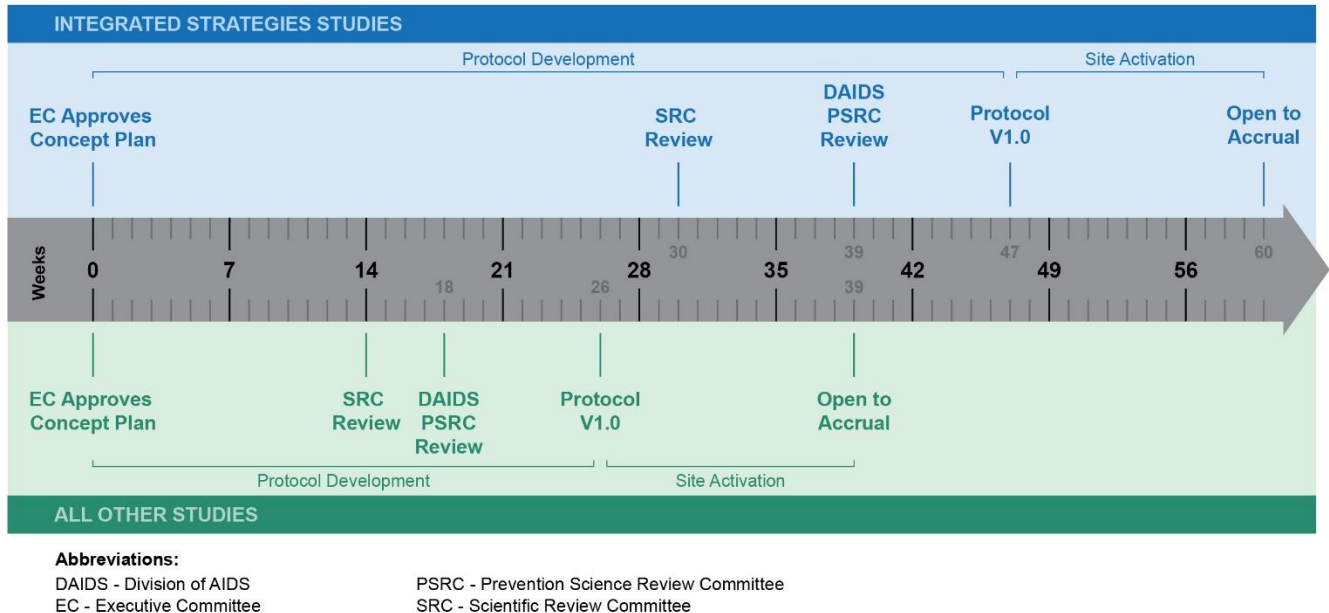 INTEGRATED STRATEGIES STUDIES
Protocol Development
Site Activation
EC Approves
Concept Plan
SRC
Review
DAIDS
PSRC
Review
Protocol
V1.0
Open to
Accrual
30
39
47
60
Weeks
0
7
14
21
28
35
42
49
56
18
26
39
EC Approves
Concept Plan
SRC
Review
DAIDS
PSRC
Review
Protocol
V1.0
Open to
Accrual
Protocol Development
Site Activation
ALL OTHER STUDIES
Abbreviations:
DAIDS - Division of AIDS
EC - Executive Committee
PSRC - Prevention Science Review Committee
SRC - Scientific Review Committee